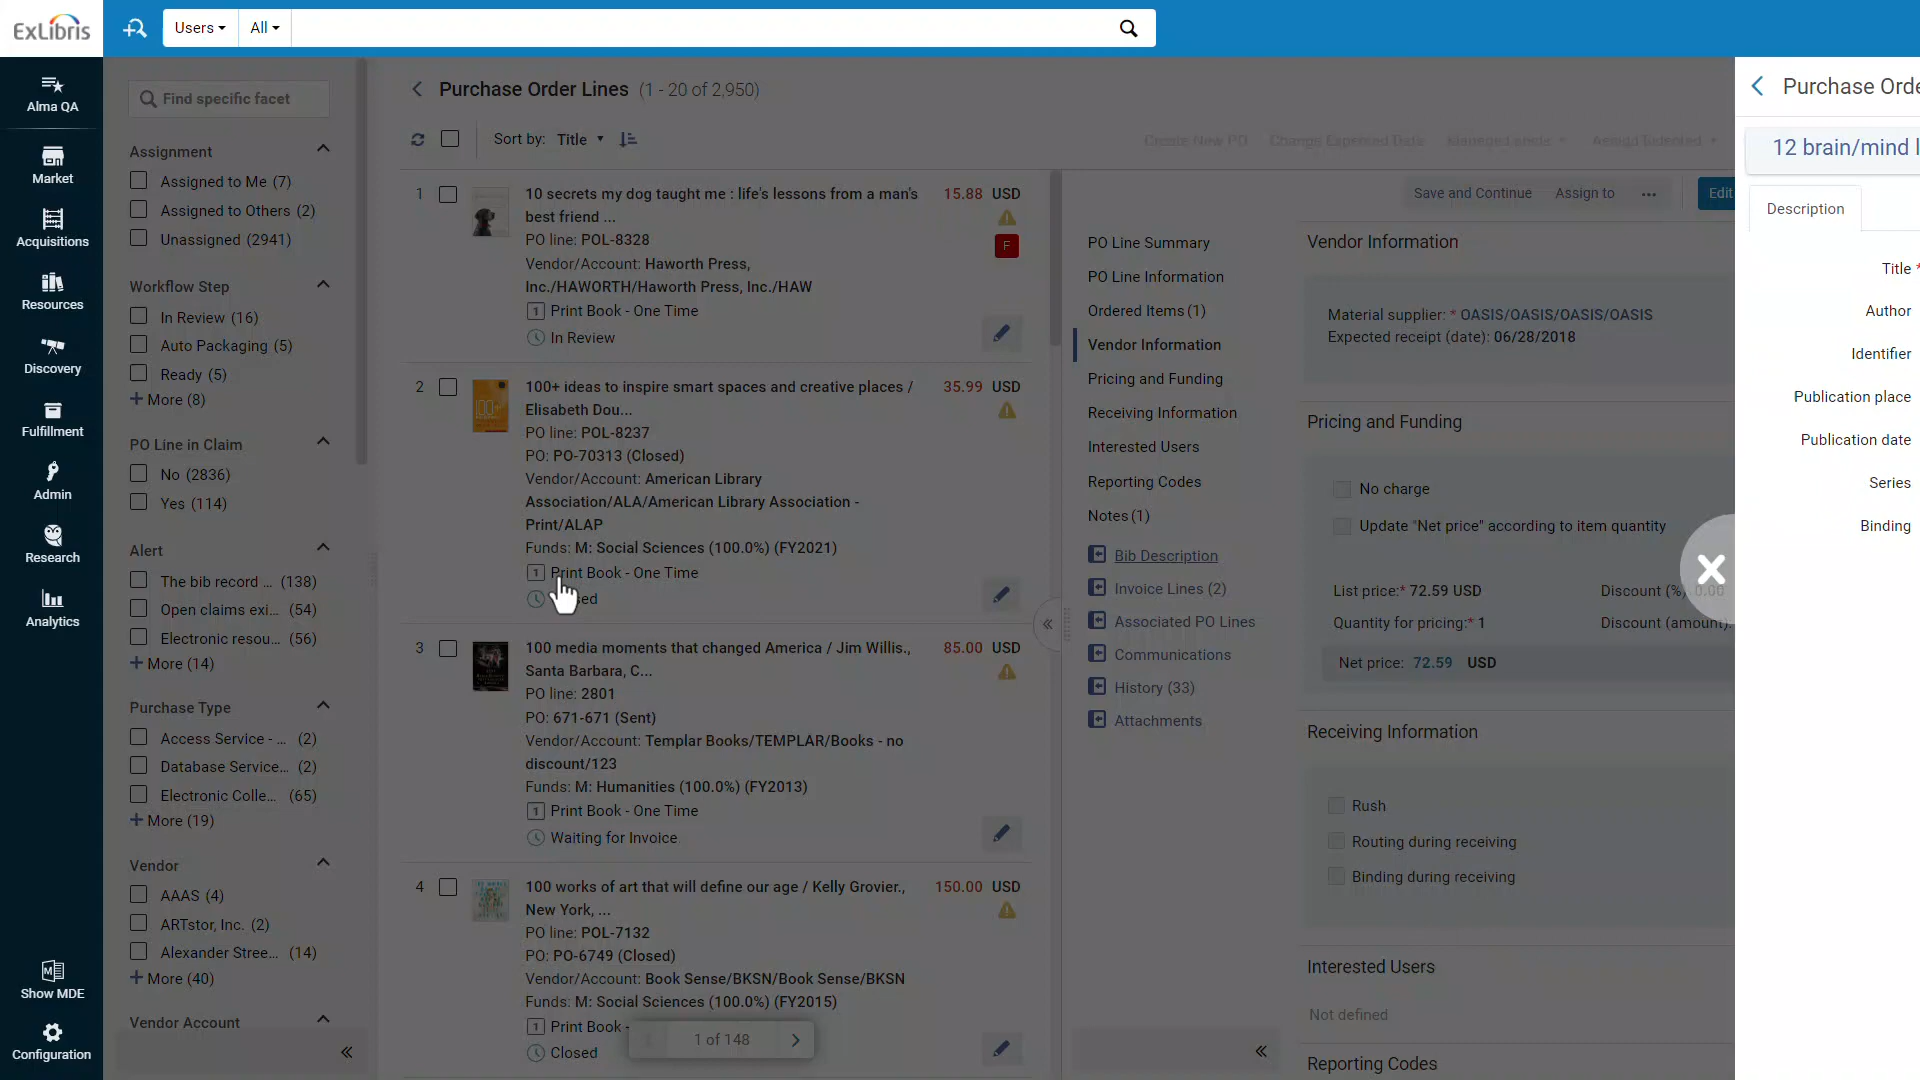 ExLibris
Users
All
Alma QA
Market
Acquisitions
Resources
Discovery
Fulfillment
Admin
Research
Analytics
Show MDE
Configuration
Find specific facet
Assignment
Assigned to Me (7)
Assigned to Others (2)
Unassigned (2941)
Workflow Step
In Review (16)
Auto Packaging (5)
Ready (5)
More (8)
PO Line in Claim
No (2836)
Yes (114)
Alert
The bib record ... (138)
Open claims exi... (54)
Electronic resou... (56)
More (14)
Purchase Type
Access Service - ... (2)
Database Service... (2)
Electronic Colle... (65)
More (19)
Vendor
AAAS (4)
ARTstor, Inc. (2)
Alexander Stree... (14)
More (40)
Vendor Account
Purchase Order Lines (1 - 20 of 2,950)
Sort by: Title
Create New PO Change Expected Date
1 10 secrets my dog taught me : life's lessons from a man's 15.88 USD
best friend ...
PO line: POL-8328
F
Vendor/Account: Haworth Press,
Inc./HAWORTH/Haworth Press, Inc./HAW
1 Print Book - One Time
In Review
2 100+ ideas to inspire smart spaces and creative places / 35.99 USD
Elisabeth Dou...
PO line: POL-8237
PO: PO-70313 (Closed)
Vendor/Account: American Library
Association/ALA/American Library Association -
Print/ALAP
Funds: M: Social Sciences (100.0%) (FY2021)
1 Print Book - One Time
3 100 media moments that changed America / Jim Willis., 85.00 USD
Santa Barbara, C...
PO line: 2801
PO: 671-671 (Sent)
Vendor/Account: Templar Books/TEMPLAR/Books - no
discount/123
Funds: M: Humanities (100.0%) (FY2013)
1 Print Book - One Time
Waiting for Invoice
4 100 works of art that will define our age / Kelly Grovier., 150.00 USD
New York, ...
PO line: POL-7132
PO: PO-6749 (Closed)
Vendor/Account: Book Sense/BKSN/Book Sense/BKSN
Funds: M: Social Sciences (100.0%) (FY2015)
1 Print Book -
Closed
1 of 148
PO Line Summary
PO Line Information
Ordered Items (1)
Vendor Information
Pricing and Funding
Receiving Information
Interested Users
Reporting Codes
Notes (1)
Bib Description
Invoice Lines (2)
Associated PO Lines
Communications
History (33)
Attachments
Save and Continue Assign to ... Edit
Vendor Information
Material supplier: * OASIS/OASIS/OASIS/OASIS
Expected receipt (date): 06/28/2018
Pricing and Funding
No charge
Update "Net price" according to item quantity
List price:* 72.59 USD Discount (%) 0.00
Quantity for pricing:* 1 Discount (amount):
Net price: 72.59 USD
Receiving Information
Rush
Routing during receiving
Binding during receiving
Interested Users
Not defined
Reporting Codes
Purchase Orde
12 brain/mind l
Description
Title *
Author
Identifier
Publication place
Publication date
Series
Binding